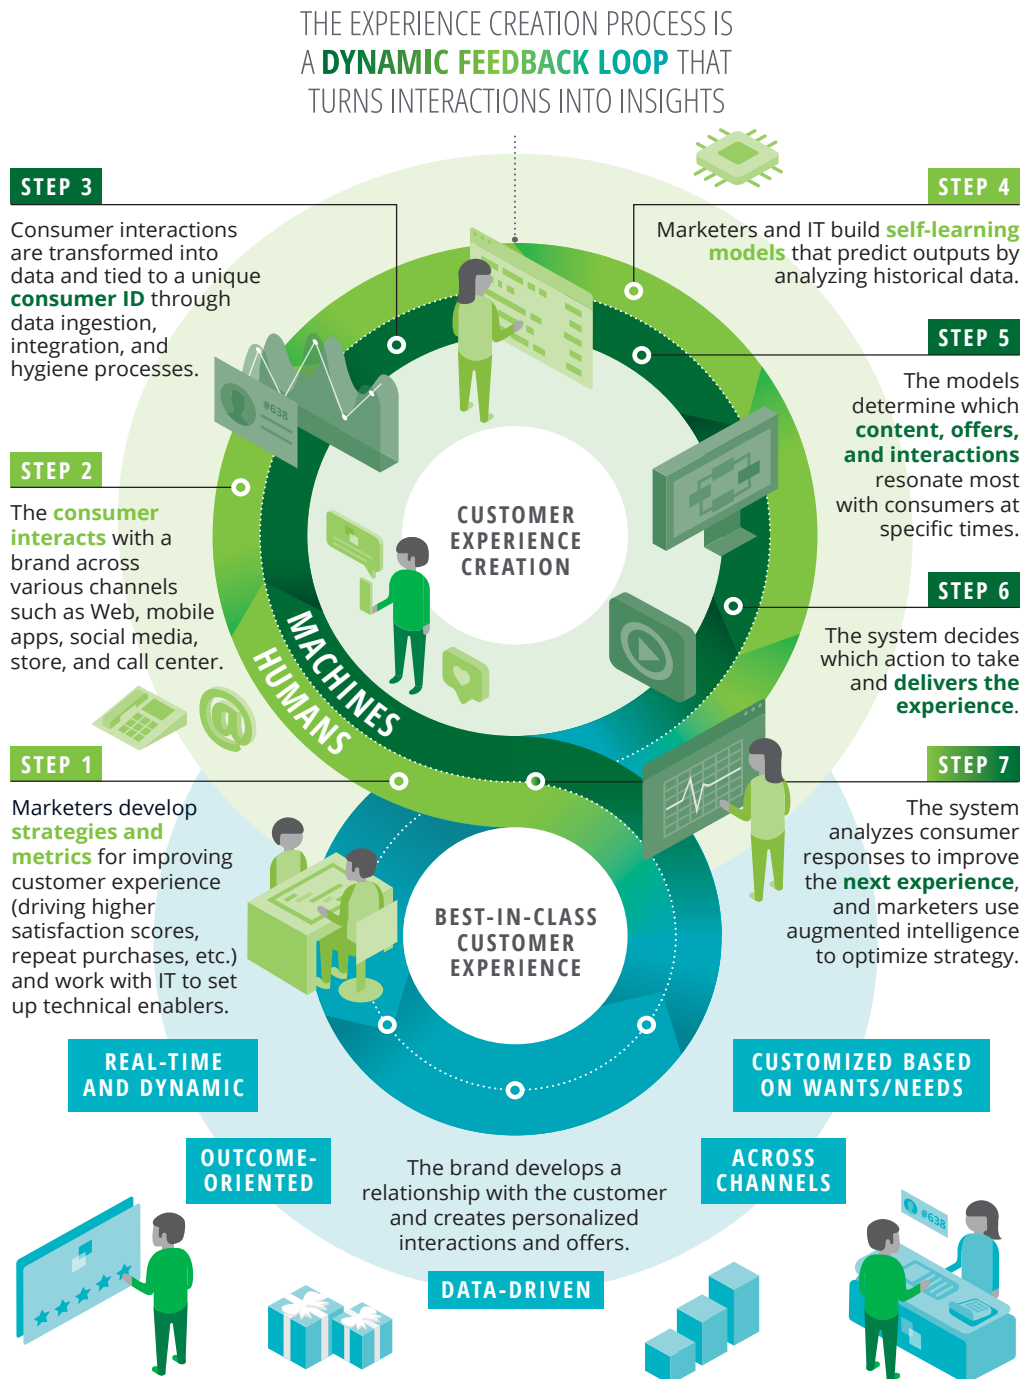 THE EXPERIENCE CREATION PROCESS IS
A DYNAMIC FEEDBACK LOOP THAT
TURNS INTERACTIONS INTO INSIGHTS
STEP 3
Consumer interactions
are transformed into
data and tied to a unique
consumer ID through
data ingestion,
integration, and
hygiene processes.
STEP 4
Marketers and IT build self-learning
models that predict outputs by
analyzing historical data.
STEP 5
The models
determine which
content, offers,
and interactions
resonate most
with consumers at
specific times.
#638
STEP 2
The consumer
interacts with a
brand across
various channels
such as Web, mobile
apps, social media,
store, and call center.
CUSTOMER
EXPERIENCE
CREATION
STEP 6
The system decides
which action to take
and delivers the
experience.
MACHINES
HUMANS
@
STEP 1
Marketers develop
strategies and
metrics for improving
customer experience
(driving higher
satisfaction scores,
repeat purchases, etc.)
and work with IT to set
up technical enablers.
STEP 7
The system
analyzes consumer
responses to improve
the next experience,
and marketers use
augmented intelligence
to optimize strategy.
BEST-IN-CLASS
CUSTOMER
EXPERIENCE
REAL-TIME
AND DYNAMIC
CUSTOMIZED BASED
ON WANTS/NEEDS
OUTCOME-
ORIENTED
The brand develops a
relationship with the customer
and creates personalized
interactions and offers.
ACROSS
CHANNELS
#638
DATA-DRIVEN